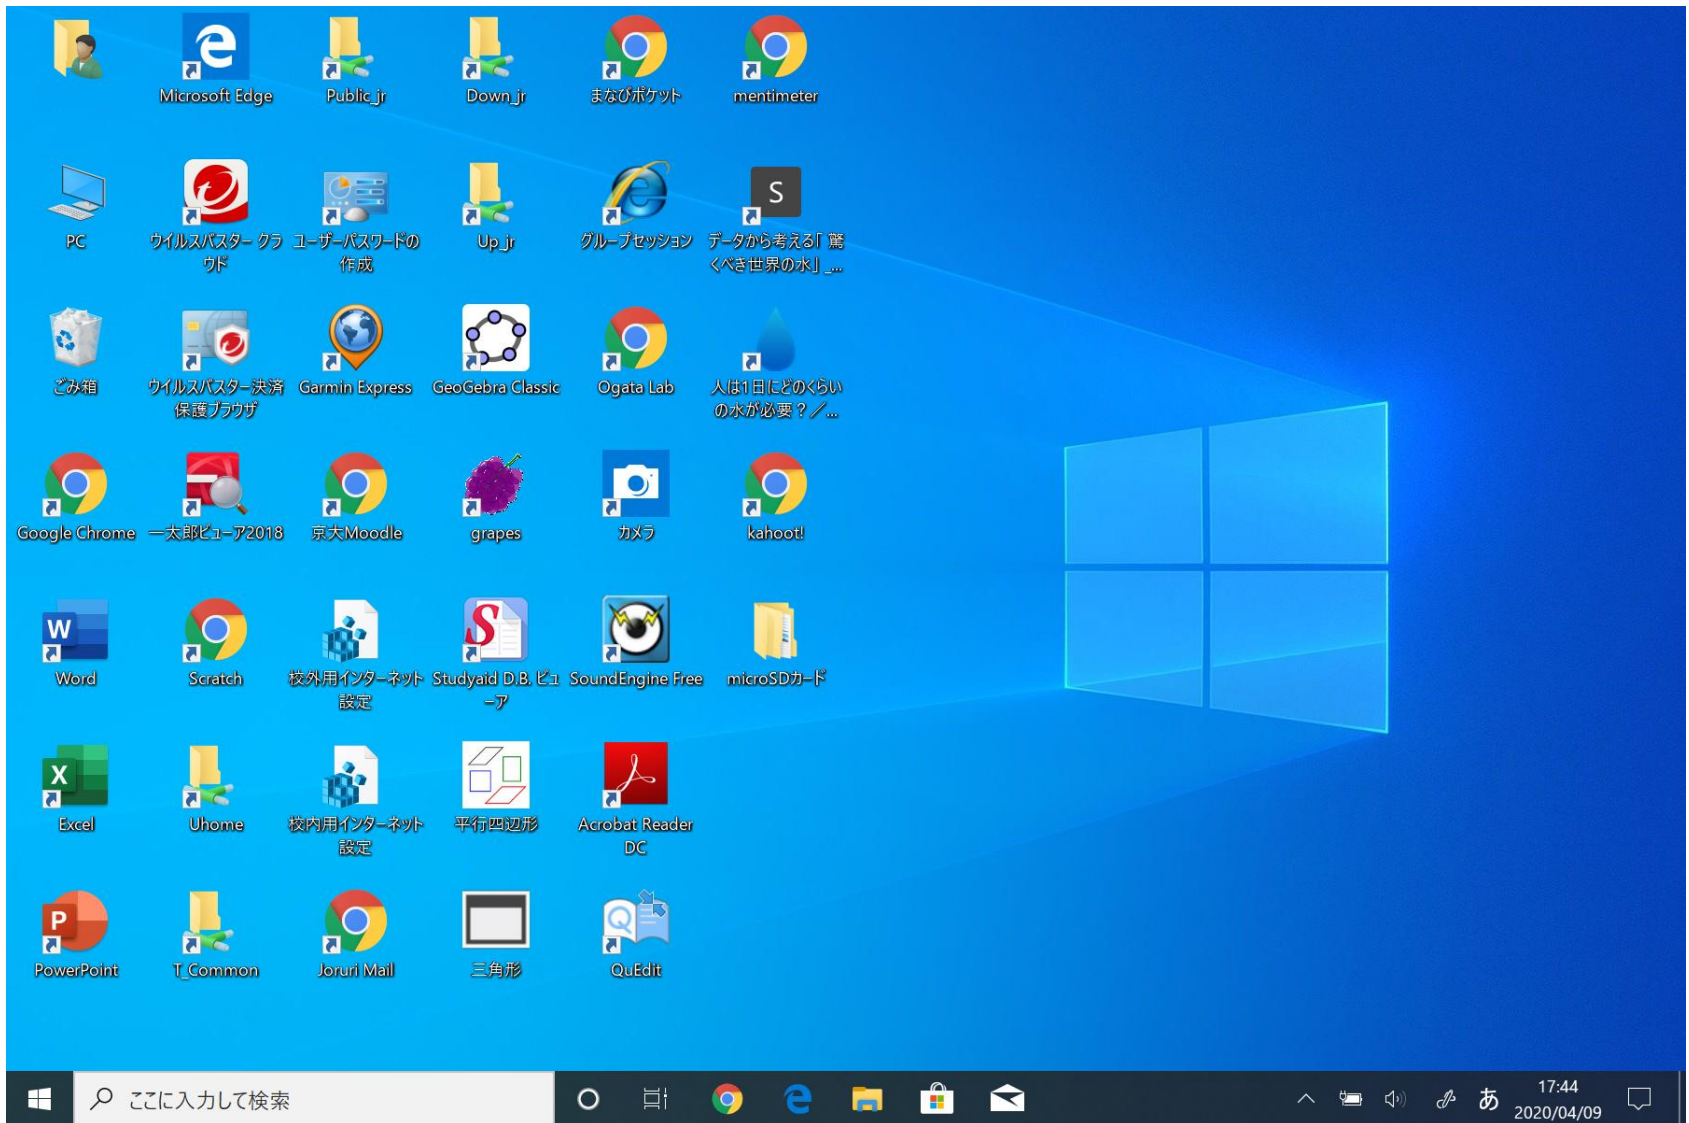 Microsoft Edge
Public_jr
Down_jr
まなびポケット
mentimeter
PC
ウイルスバスター クラ
ウド
ユーザーパスワードの
作成
Up_jr
グループセッション
S
データから考える「 驚
くべき世界の水」_...
ごみ箱
ウイルスバスター決済
保護ブラウザ
Garmin Express
GeoGebra Classic
Ogata Lab
人は1日にどのくらい
の水が必要？／...
Google Chrome
一太郎ビューア2018
京大Moodle
grapes
カメラ
kahoot!
W
Word
Scratch
校外用インターネット
設定
S
Studyaid D.B. ビュ
ーア
SoundEngine Free
microSDカード
X
Excel
Uhome
校内用インターネット
設定
平行四辺形
Acrobat Reader
DC
P
PowerPoint
T_Common
Joruri Mail
三角形
Q
QuEdit
ここに入力して検索
あ
17:44
2020/04/09